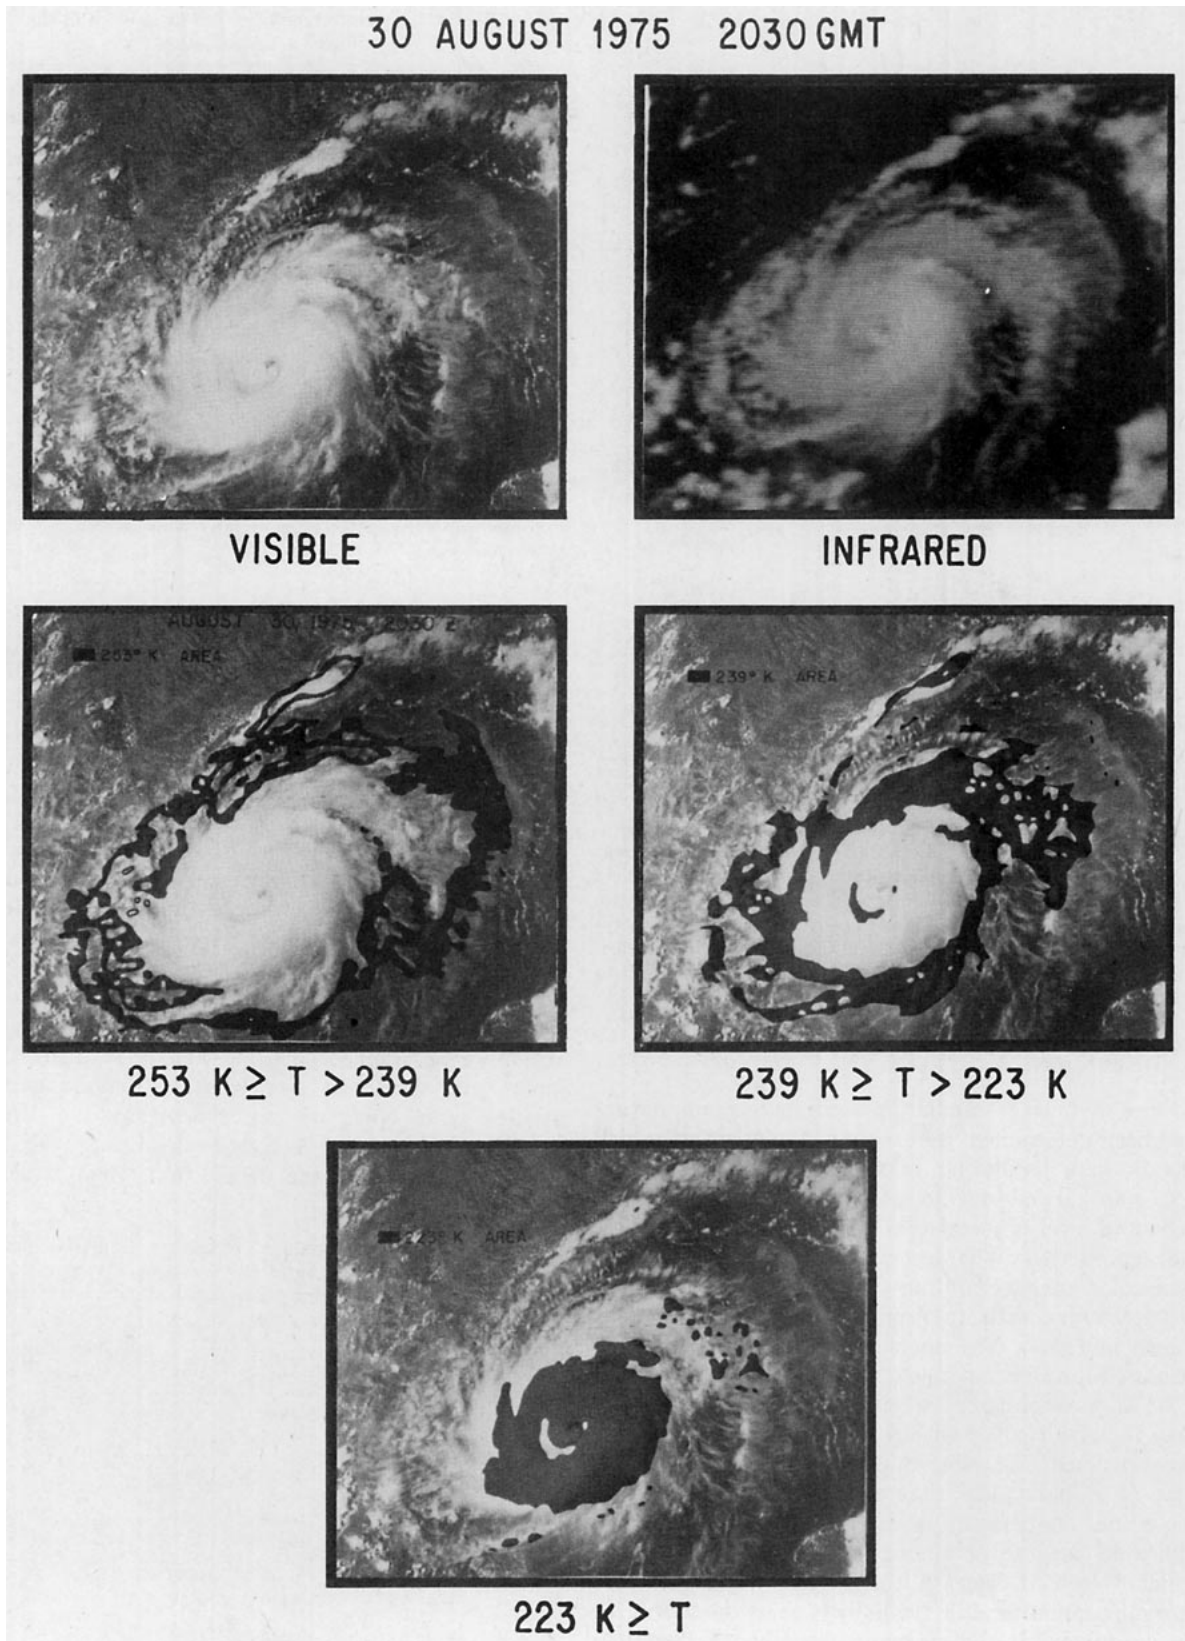 30 AUGUST 1975 2030 GMT
VISIBLE
INFRARED
AUGUST 30, 1975 2030 Z
253° K AREA
239° K AREA
253 K ≥ T > 239 K
239 K ≥ T > 223 K
K AREA
223 K ≥ T